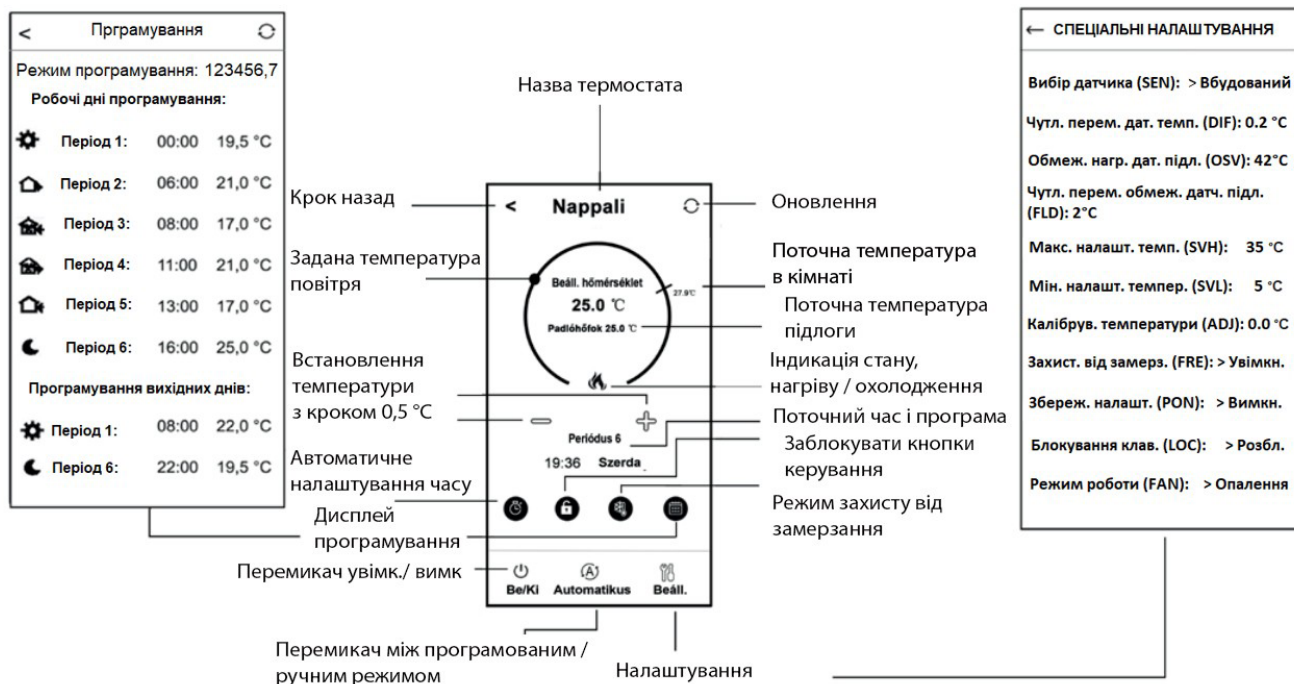 < Пргграмування
Режим програмування: 123456,7
Робочі дні програмування:
Період 1: 00:00 19,5 °C
Період 2: 06:00 21,0 °C
Період 3: 08:00 17,0 °C
Період 4: 11:00 21,0 °C
Період 5: 13:00 17,0 °C
Період 6: 16:00 25,0 °C
Програмування вихідних днів:
Період 1: 08:00 22,0 °C
Період 6: 22:00 19,5 °C
Назва термостата
Крок назад
Задана температура
повітря
Встановлення
температури
з кроком 0,5 °C
Автоматичне
налаштування часу
Дисплей
програмування
Перемикач увімк./ вимк
Перемикач між програмованим /
ручним режимом
Налаштування
< Nappali
Beáll. hőmérséklet
25.0 °C
Padlóhőfok 25.0 °C
27.9°C
Periódus 6
19:36 Szerda
Be/Ki Automatikus Beáll.
Оновлення
Поточна температура
в кімнаті
Поточна температура
підлоги
Індикація стану,
нагріву / охолодження
Поточний час і програма
Заблокувати кнопки
керування
Режим захисту від
замерзання
← СПЕЦІАЛЬНІ НАЛАШТУВАННЯ
Вибір датчика (SEN): > Вбудований
Чутл. перем. дат. темп. (DIF): 0.2 °C
Обмеж. нагр. дат. підл. (OSV): 42°C
Чутл. перем. обмеж. датч. підл.
(FLD): 2°C
Макс. налашт. темп. (SVH): 35 °C
Мін. налашт. темпер. (SVL): 5 °C
Калібрув. температури (ADJ): 0.0 °C
Захист. від замерз. (FRE): > Увімкн.
Збереж. налашт. (PON): > Вимкн.
Блокування клав. (LOC): > Розбл.
Режим роботи (FAN): > Опалення